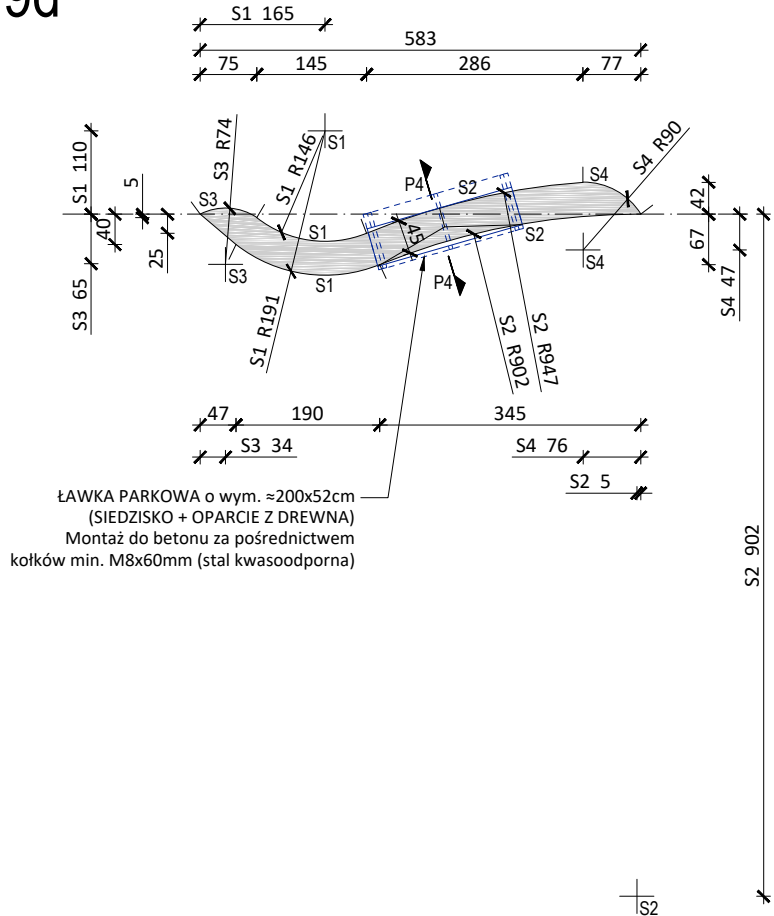 9d
S1 165
583
75
145
286
77
S1 110
5
40
25
S3 65
S3 R74
S1 R146
S1
S3
S3
S1
S1
S1 R191
P4
S2
45
P4
S2
S2 R902
S2 R947
S4
S4
S4 R90
42
67
S4 47
47
190
345
S3 34
S4 76
S2 5
ŁAWKA PARKOWA o wym. ≈200x52cm
(SIEDZISKO + OPARCIE Z DREWNA)
Montaż do betonu za pośrednictwem
kołków min. M8x60mm (stal kwasoodporna)
S2 902
S2